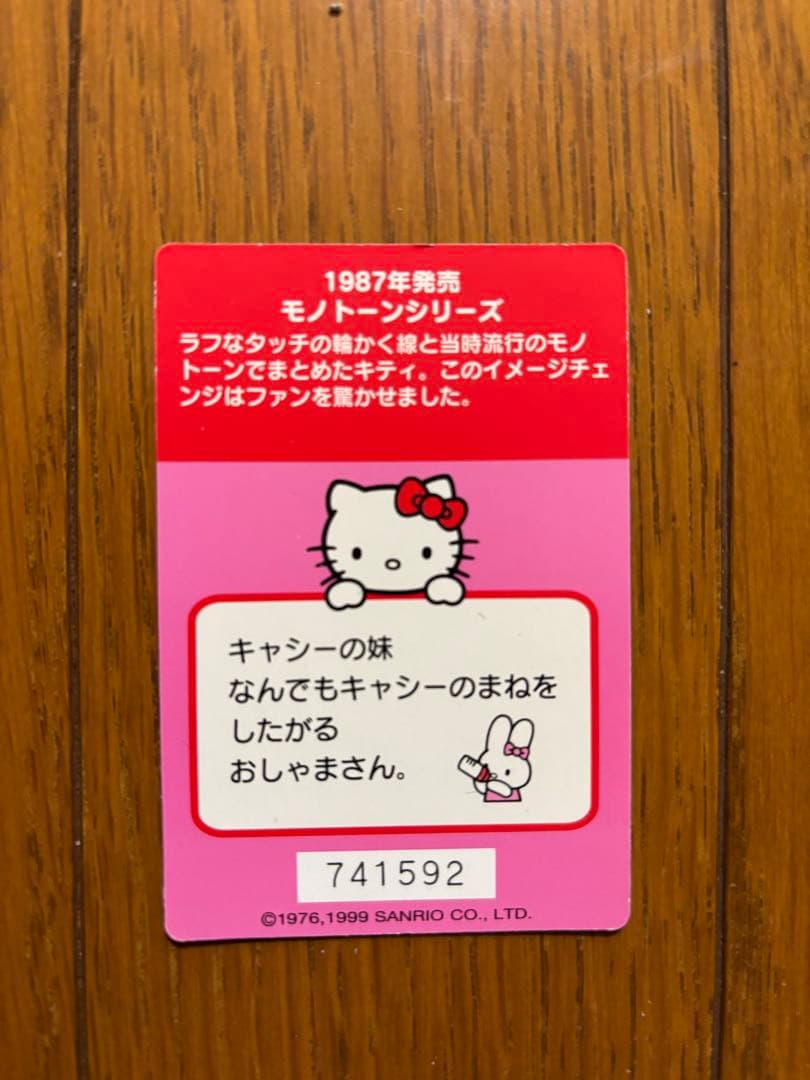 1987年発売
モノトーンシリーズ
ラフなタッチの輪かく線と当時流行のモノ
トーンでまとめたキティ。このイメージチェ
ンジはファンを驚かせました。
キャシーの妹
なんでもキャシーのまねを
したがる
おしゃまさん。
741592
©1976,1999 SANRIO CO., LTD.